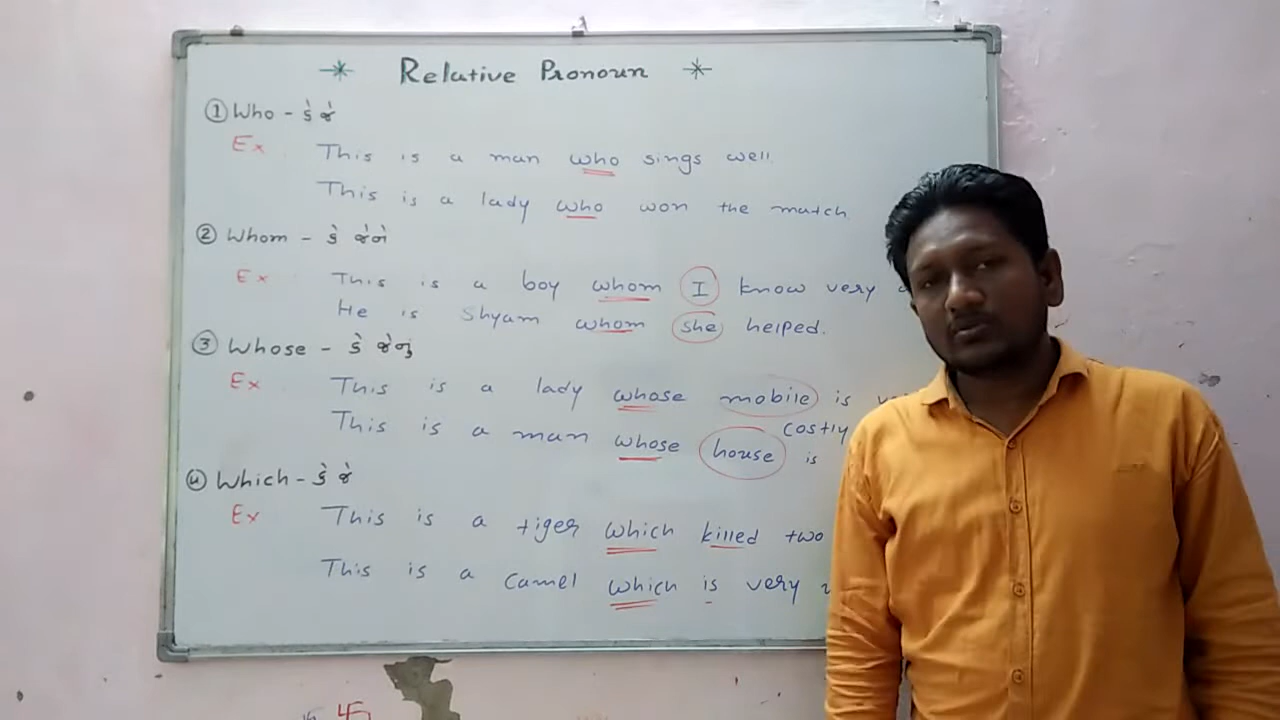 * Relative Pronoun *
① Who - કે જે
Ex This is a man who sings well.
This is a lady who won the match
② Whom - કે જેને
Ex This is a boy whom I know very
He is Shyam whom she helped.
③ Whose - કે જેનું
Ex This is a lady whose mobile is
costly
This is a man whose house is
④ Which - કે જે
Ex This is a tiger which killed two
This is a camel which is very